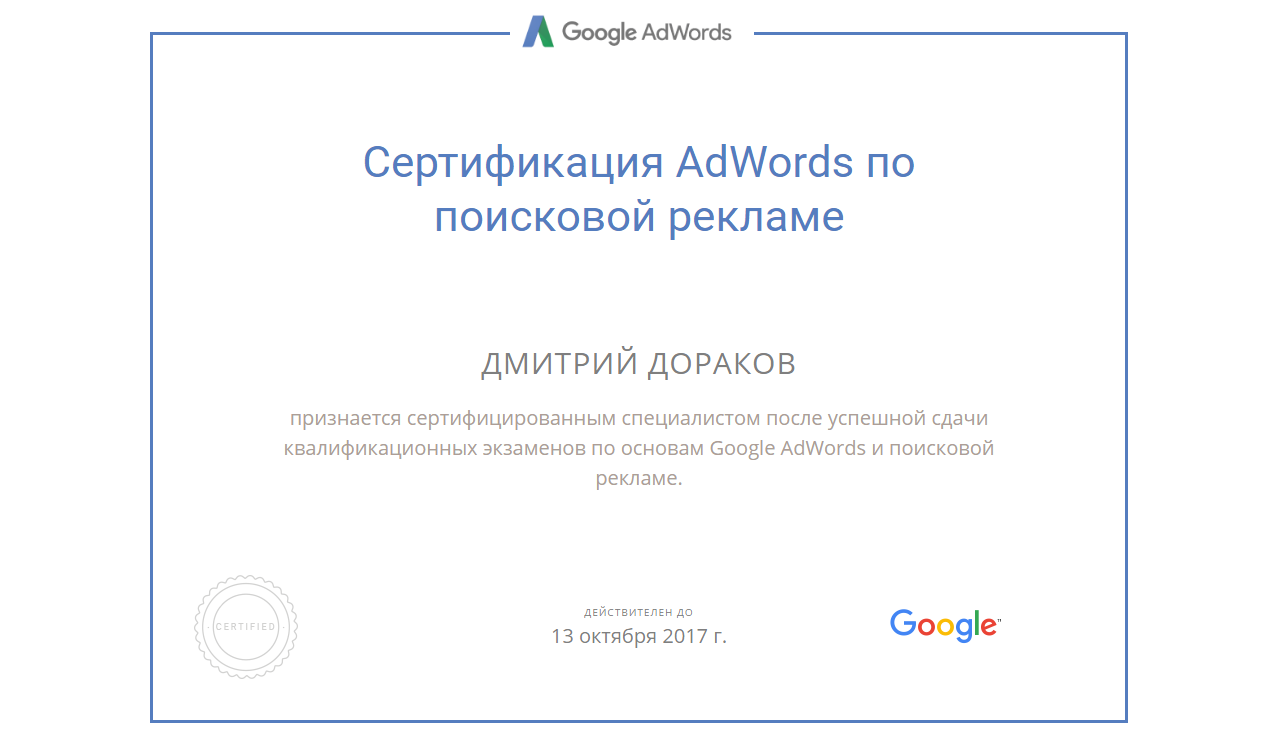 Google AdWords
Сертификация AdWords по
поисковой рекламе
ДМИТРИЙ ДОРАКОВ
признается сертифицированным специалистом после успешной сдачи
квалификационных экзаменов по основам Google AdWords и поисковой
рекламе.
· CERTIFIED ·
ДЕЙСТВИТЕЛЕН ДО
13 октября 2017 г.
Google™